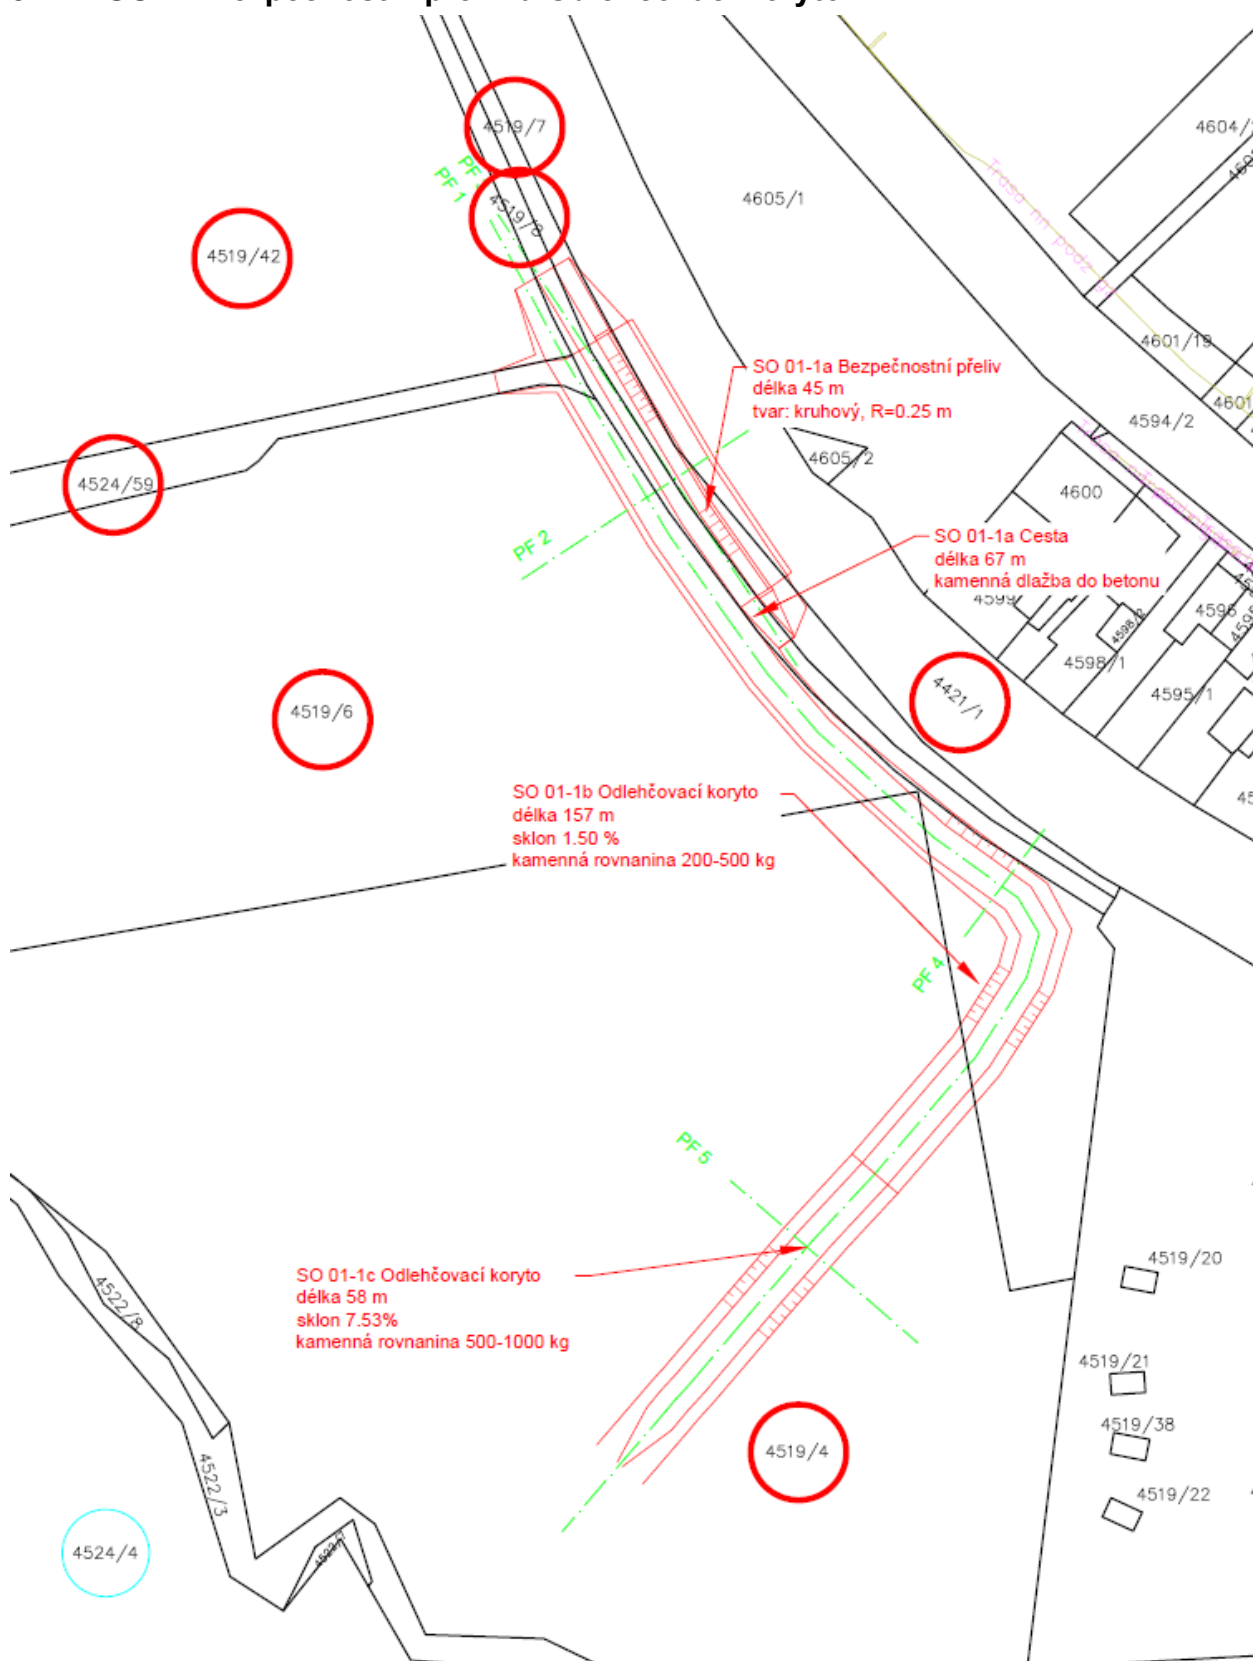 4519/7
4604/
PF
PF 1
4519/8
4605/1
Trasa nn podz
4519/42
4601/19
SO 01-1a Bezpečnostní přeliv
délka 45 m
tvar: kruhový, R=0.25 m
4601
4594/2
4605/2
4524/59
4600
PF 2
SO 01-1a Cesta
délka 67 m
kamenná dlažba do betonu
4599
4596
4598/2
4598/1
4595/1
4421/1
4519/6
SO 01-1b Odlehčovací koryto
délka 157 m
sklon 1.50 %
kamenná rovnanina 200-500 kg
PF 4
PF 5
4519/20
SO 01-1c Odlehčovací koryto
délka 58 m
sklon 7.53%
kamenná rovnanina 500-1000 kg
4522/8
4519/21
4519/38
4519/4
4522/3
4519/22
4524/4